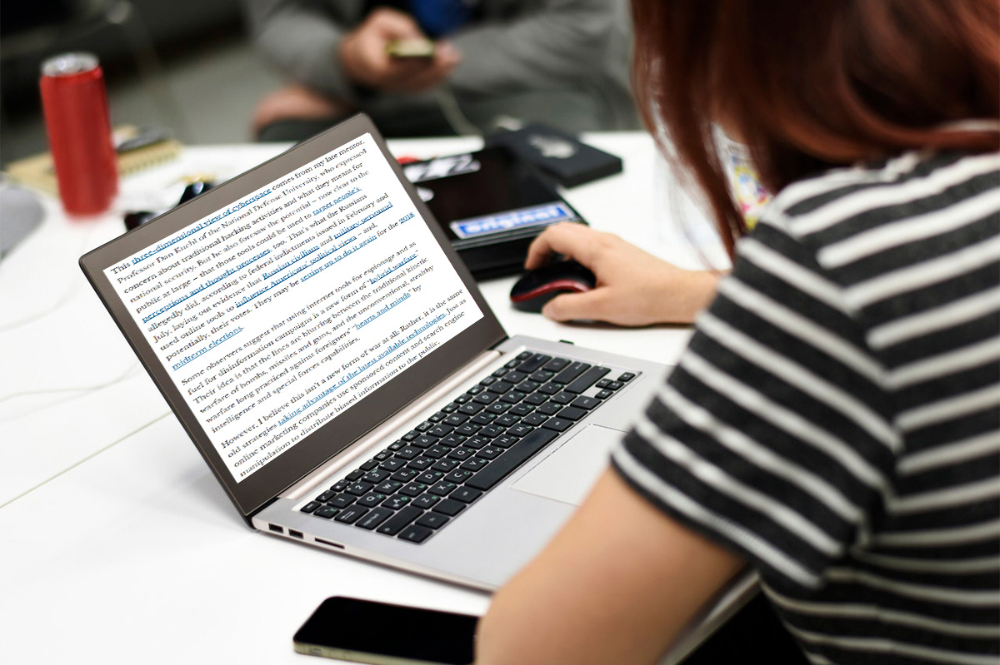 This three-dimensional view of cyberspace comes from my late mentor,
Professor Dan Kuehl of the National Defense University, who expressed
concern about traditional hacking activities and what they meant for
national security. But he also foresaw the potential – now clear to the
public at large – that those tools could be used to target people's
perceptions and thought processes, too. That's what the Russians
allegedly did, according to federal indictments issued in February and
July, laying out evidence that Russian civilians and military personnel
used online tools to influence Americans' political views – and,
potentially, their votes. They may be setting up to do it again for the 2018
midterm elections.
Some observers suggest that using internet tools for espionage and as
fuel for disinformation campaigns is a new form of "hybrid warfare."
Their idea is that the lines are blurring between the traditional kinetic
warfare of bombs, missiles and guns, and the unconventional, stealthy
warfare long practiced against foreigners' "hearts and minds" by
intelligence and special forces capabilities.
However, I believe this isn't a new form of war at all: Rather, it is the same
old strategies taking advantage of the latest available technologies. Just as
online marketing companies use sponsored content and search engine
manipulation to distribute biased information to the public,